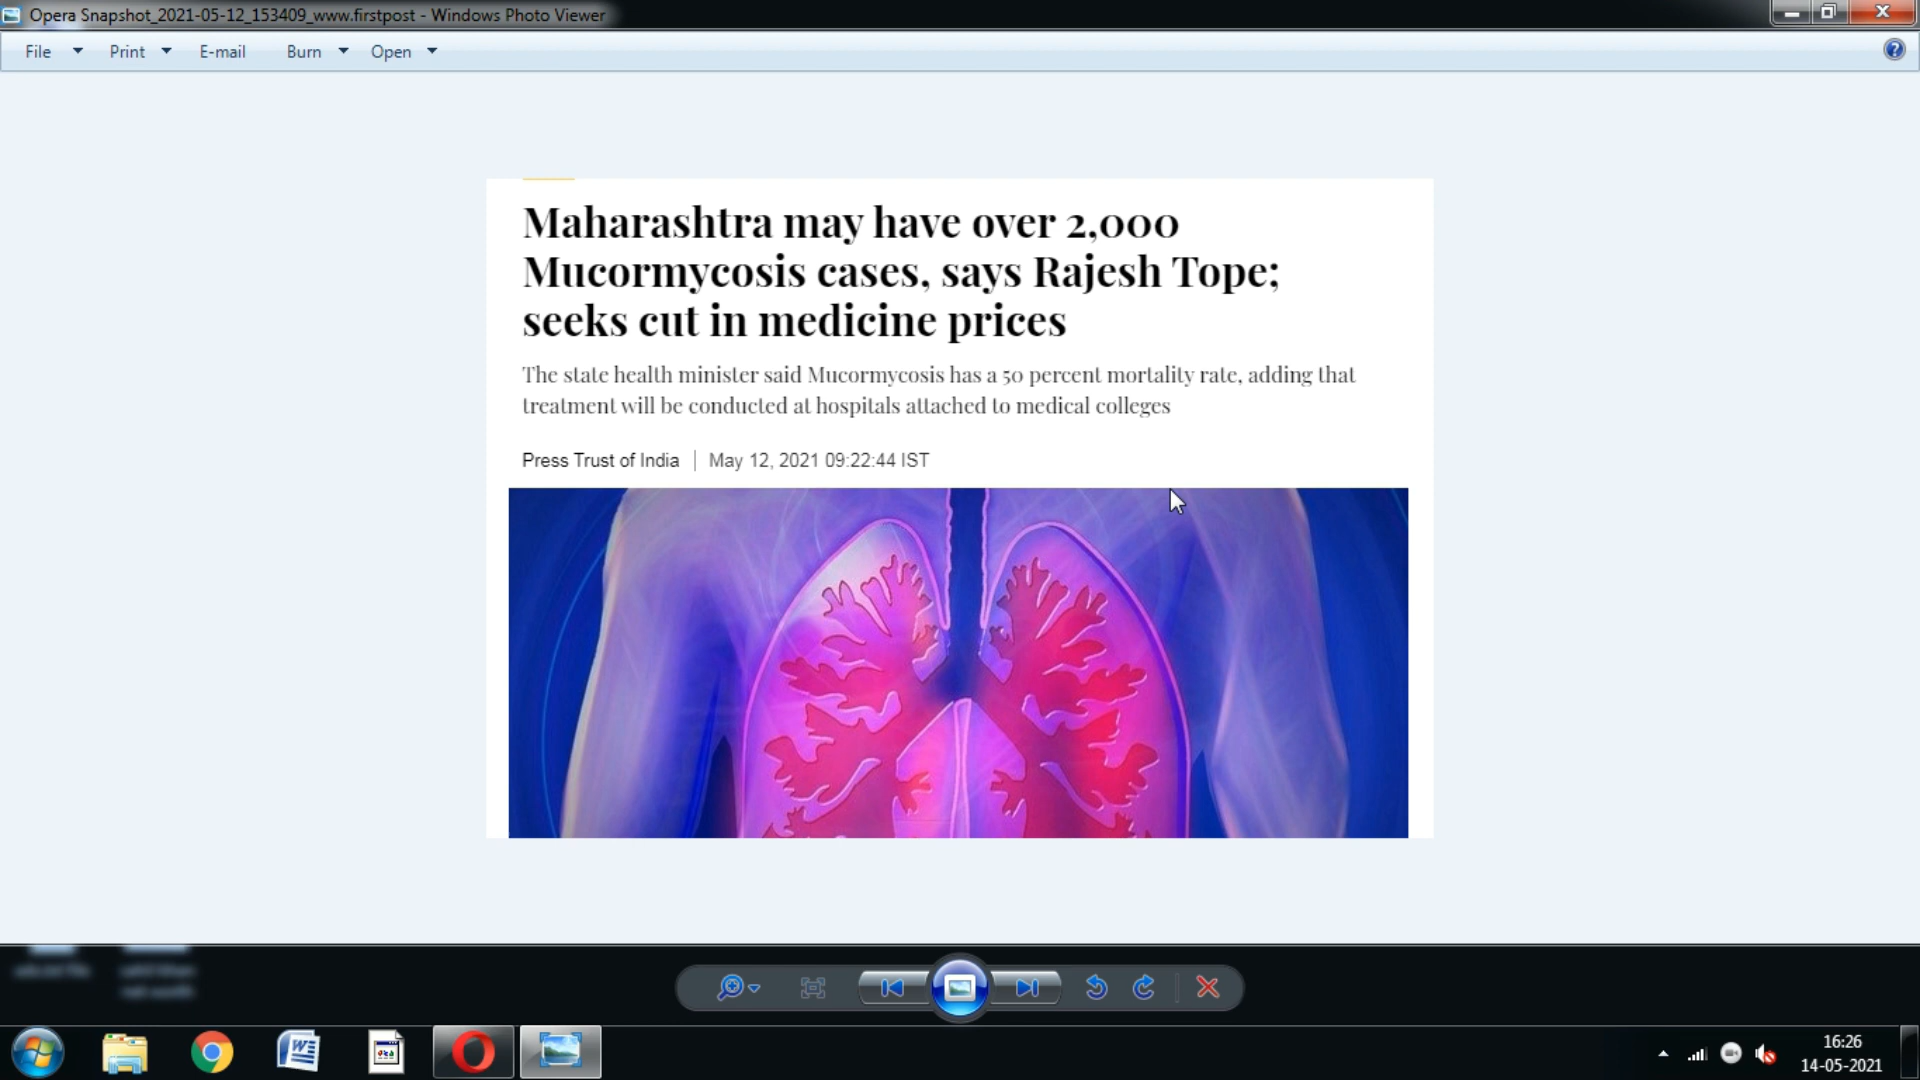 Opera Snapshot_2021-05-12_153409_www.firstpost - Windows Photo Viewer
File Print E-mail Burn Open
Maharashtra may have over 2,000
Mucormycosis cases, says Rajesh Tope;
seeks cut in medicine prices
The state health minister said Mucormycosis has a 50 percent mortality rate, adding that
treatment will be conducted at hospitals attached to medical colleges
Press Trust of India | May 12, 2021 09:22:44 IST
16:26
14-05-2021